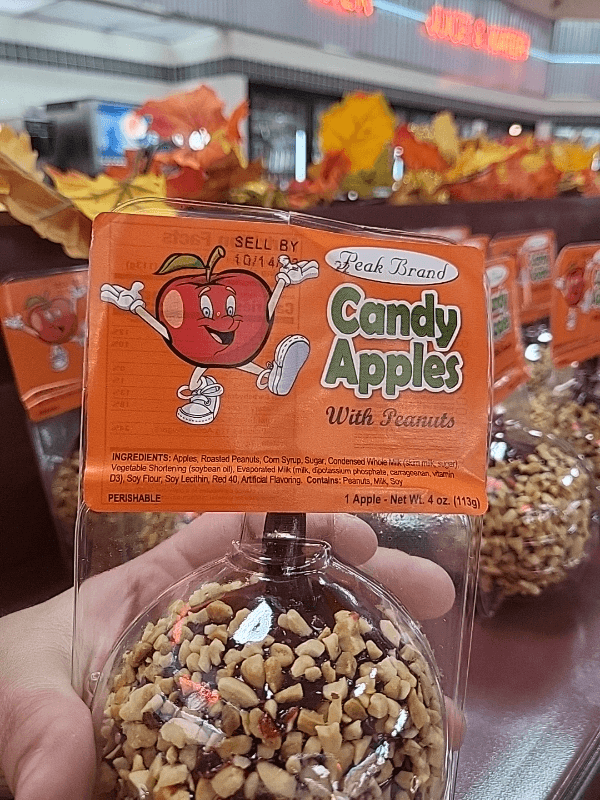 SELL BY
10/14/
Peak Brand
Candy
Apples
With Peanuts
INGREDIENTS: Apples, Roasted Peanuts, Corn Syrup, Sugar, Condensed Whole Milk (skim milk, sugar)
Vegetable Shortening (soybean oil), Evaporated Milk (milk, dipotassium phosphate, carrageenan, vitamin
D3), Soy Flour, Soy Lecithin, Red 40, Artificial Flavoring. Contains: Peanuts, Milk, Soy
PERISHABLE
1 Apple - Net Wt. 4 oz. (113g)